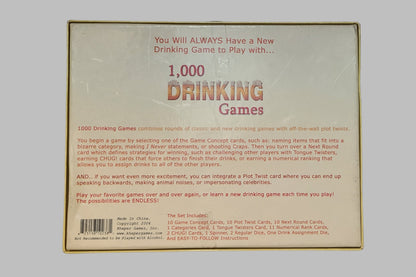 You Will ALWAYS Have a New
Drinking Game to Play with...
1,000
DRINKING
Games
1000 Drinking Games combines rounds of classic and new drinking games with off-the-wall plot twists.
You begin a game by selecting one of the Game Concept cards, such as: naming items that fit into a
bizarre category, making I Never statements, or shooting Craps. Then you turn over a Next Round
card which defines strategies for winning, such as challenging other players with Tongue Twisters,
earning CHUG! cards that force others to finish their drinks, or earning a numerical ranking that
allows you to assign drinks to all of the other players.
AND... If you want even more excitement, you can integrate a Plot Twist card where you can end up
speaking backwards, making animal noises, or impersonating celebrities.
Play your favorite games over and over again, or learn a new drinking game each time you play!
The possibilities are ENDLESS!
Made In China.
Copyright 2004
Kheper Games, Inc.
www.khepergames.com
Not Recommended to be Played with Alcohol.
The Set Includes:
10 Game Concept Cards, 10 Plot Twist Cards, 10 Next Round Cards,
1 Categories Card, 1 Tongue Twisters Card, 11 Numerical Rank Cards,
2 CHUG! Cards, 1 Spinner, 2 Regular Dice, One Drink Assignment Die,
And EASY-TO-FOLLOW Instructions